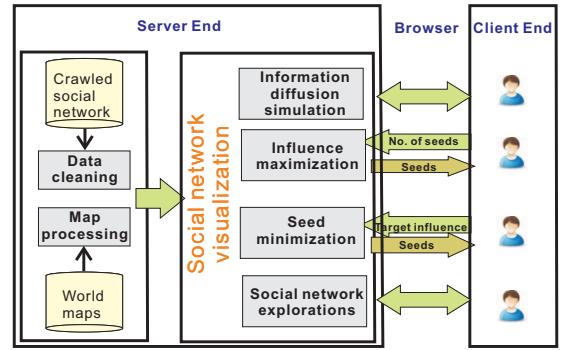 Server End
Browser
Client End
Crawled
social
network
Data
cleaning
Map
processing
World
maps
Social network
visualization
Information
diffusion
simulation
Influence
maximization
Seed
minimization
Social network
explorations
No. of seeds
Seeds
Target influence
Seeds